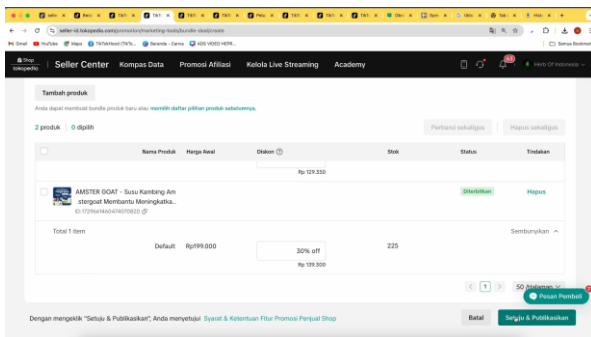 seller-id.tokopedia.com/promotion/marketing-tools/bundle-deal/create
Gmail YouTube Maps
Semua Bookmark
Shop
tokopedia
Seller Center Kompas Data Promosi Afiliasi Kelola Live Streaming Academy
Herb Of Indonesia
Tambah produk
Anda dapat membuat bundle produk baru atau memilih daftar pilihan produk sebelumnya.
2 produk 0 dipilih
Perbarui sekaligus Hapus sekaligus
Nama Produk Harga Awal Diskon Stok Status Tindakan
Rp 129.350
AMSTER GOAT - Susu Kambing Am
..stergoat Membantu Meningkatka...
ID: 1729661460474070820
Diterbitkan
Hapus
Total 1 item
Sembunyikan
Default Rp199.000 30% off 225
Rp 139.300
1 50 /Halaman
Pesan Pembeli
Dengan mengeklik "Setuju & Publikasikan", Anda menyetujui Syarat & Ketentuan Fitur Promosi Penjual Shop
Batal
Setuju & Publikasikan